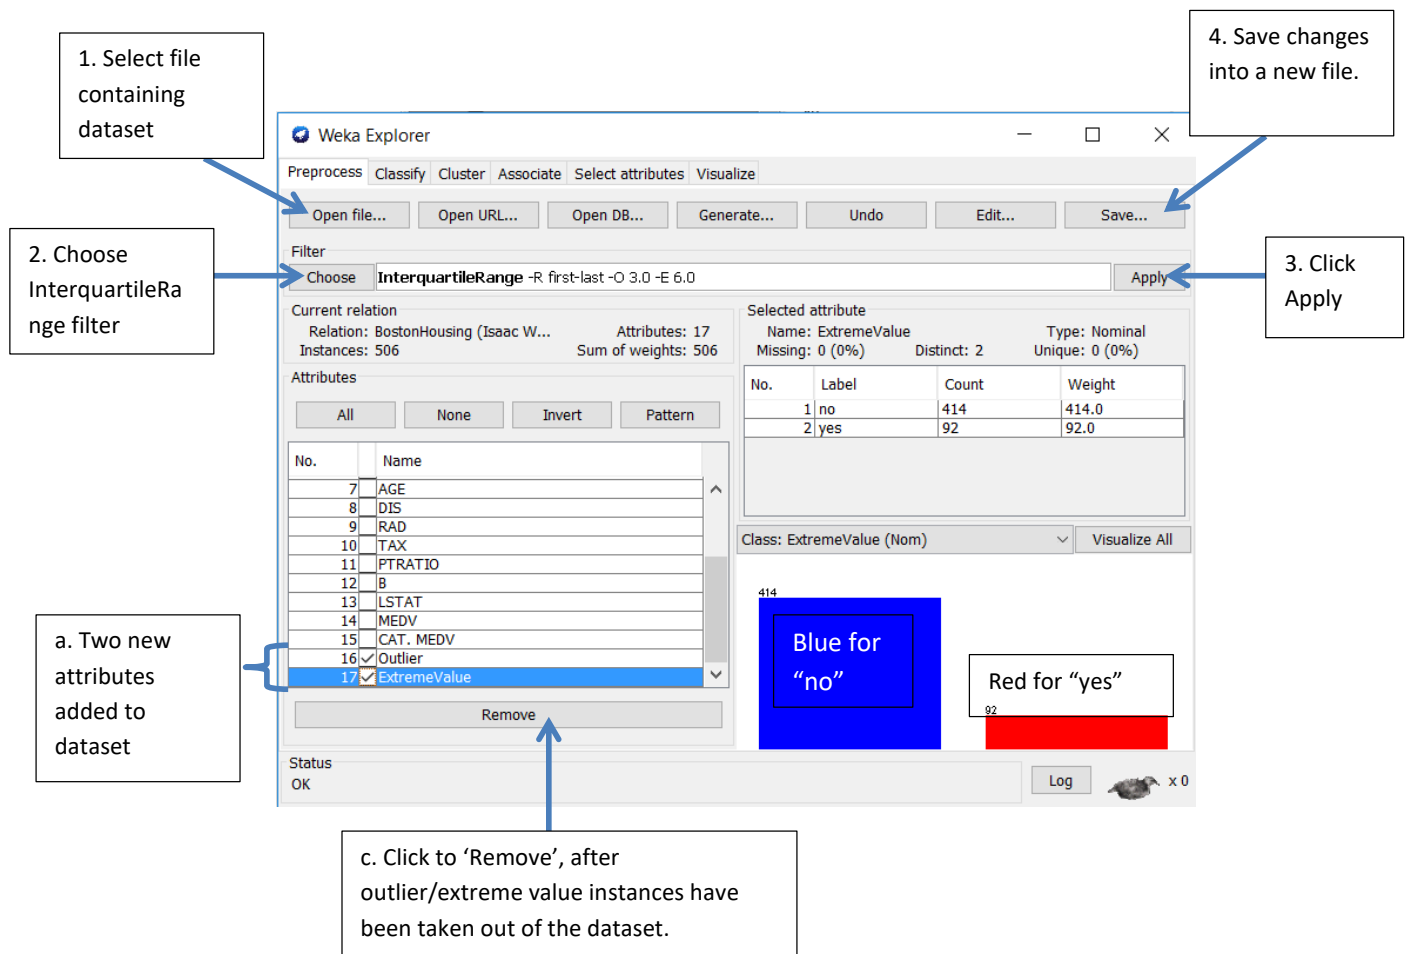 1. Select file
containing
dataset
4. Save changes
into a new file.
Weka Explorer
Preprocess Classify Cluster Associate Select attributes Visualize
Open file... Open URL... Open DB... Generate... Undo Edit... Save...
2. Choose
InterquartileRa
nge filter
Filter
Choose InterquartileRange -R first-last -O 3.0 -E 6.0 Apply
3. Click
Apply
Current relation
Relation: BostonHousing (Isaac W... Attributes: 17
Instances: 506 Sum of weights: 506
Selected attribute
Name: ExtremeValue Type: Nominal
Missing: 0 (0%) Distinct: 2 Unique: 0 (0%)
Attributes
All None Invert Pattern
No. Name
7 AGE
8 DIS
9 RAD
10 TAX
11 PTRATIO
12 B
13 LSTAT
14 MEDV
15 CAT. MEDV
16 Outlier
17 ExtremeValue
Remove
No. Label Count Weight
1 no 414 414.0
2 yes 92 92.0
Class: ExtremeValue (Nom) Visualize All
414
Blue for
“no”
Red for “yes”
92
a. Two new
attributes
added to
dataset
Status
OK
Log x 0
c. Click to ‘Remove’, after
outlier/extreme value instances have
been taken out of the dataset.